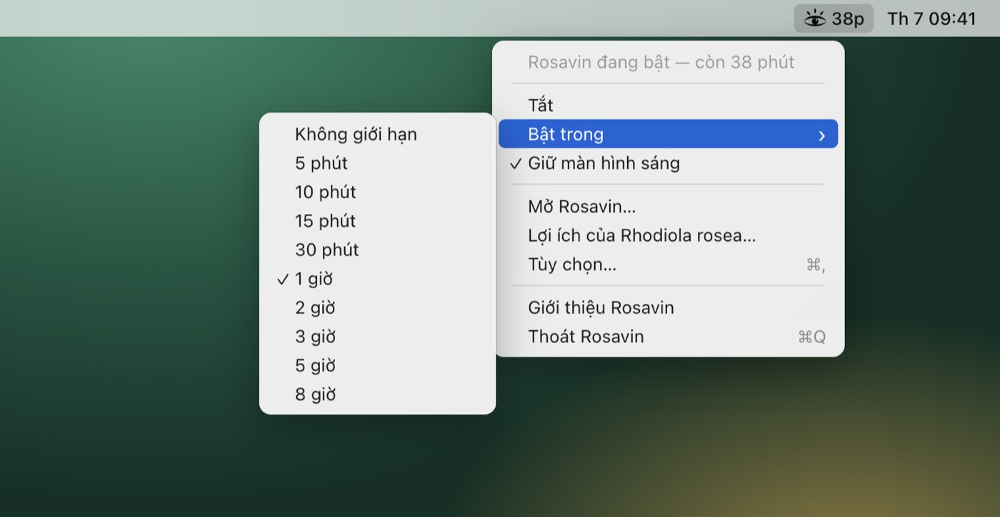 38p Th 7 09:41
Rosavin đang bật — còn 38 phút
Tắt
Bật trong ›
✓ Giữ màn hình sáng
Mở Rosavin...
Lợi ích của Rhodiola rosea...
Tùy chọn... ⌘,
Giới thiệu Rosavin
Thoát Rosavin ⌘Q
Không giới hạn
5 phút
10 phút
15 phút
30 phút
✓ 1 giờ
2 giờ
3 giờ
5 giờ
8 giờ